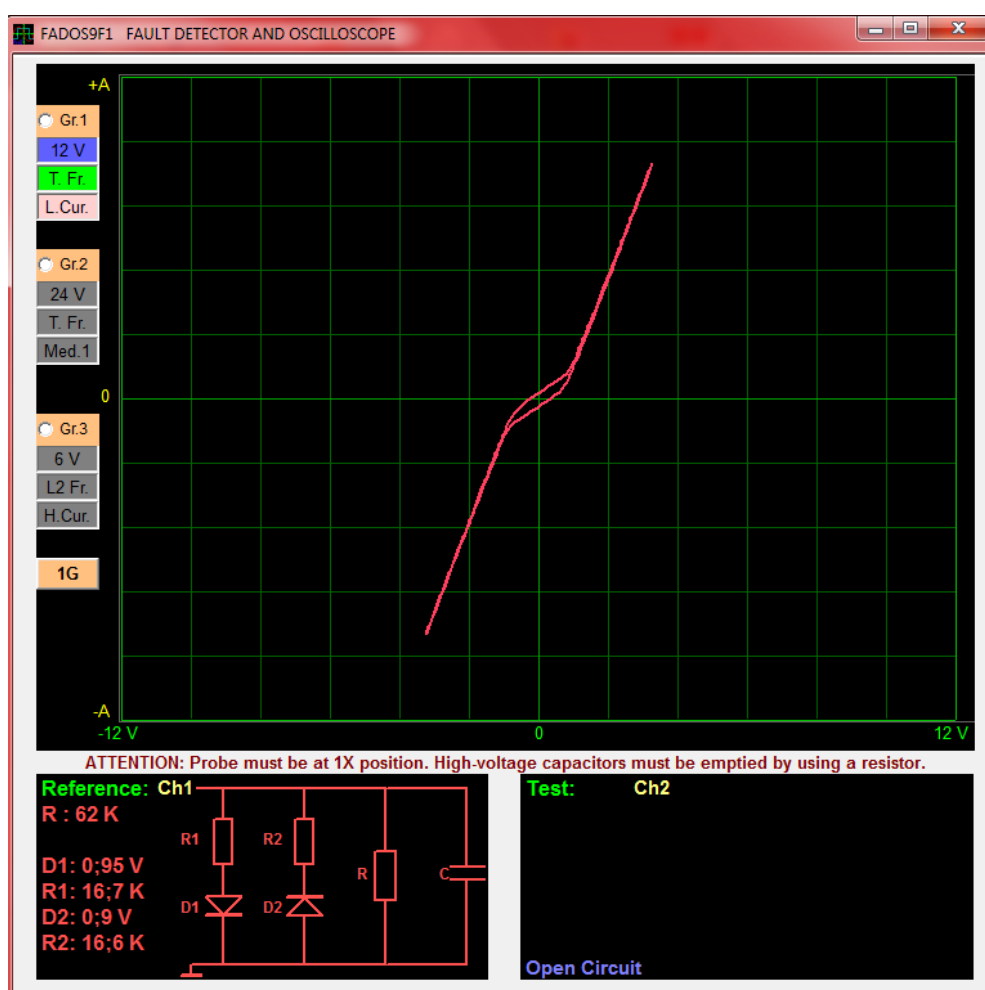 FADOS9F1 FAULT DETECTOR AND OSCILLOSCOPE
+A
Gr.1
12 V
T. Fr.
L.Cur.
Gr.2
24 V
T. Fr.
Med.1
0
Gr.3
6 V
L2 Fr.
H.Cur.
1G
-A
-12 V 0 12 V
ATTENTION: Probe must be at 1X position. High-voltage capacitors must be emptied by using a resistor.
Reference: Ch1
R : 62 K
D1: 0;95 V
R1: 16;7 K
D2: 0;9 V
R2: 16;6 K
R1 R2
R C
D1 D2
Test: Ch2
Open Circuit